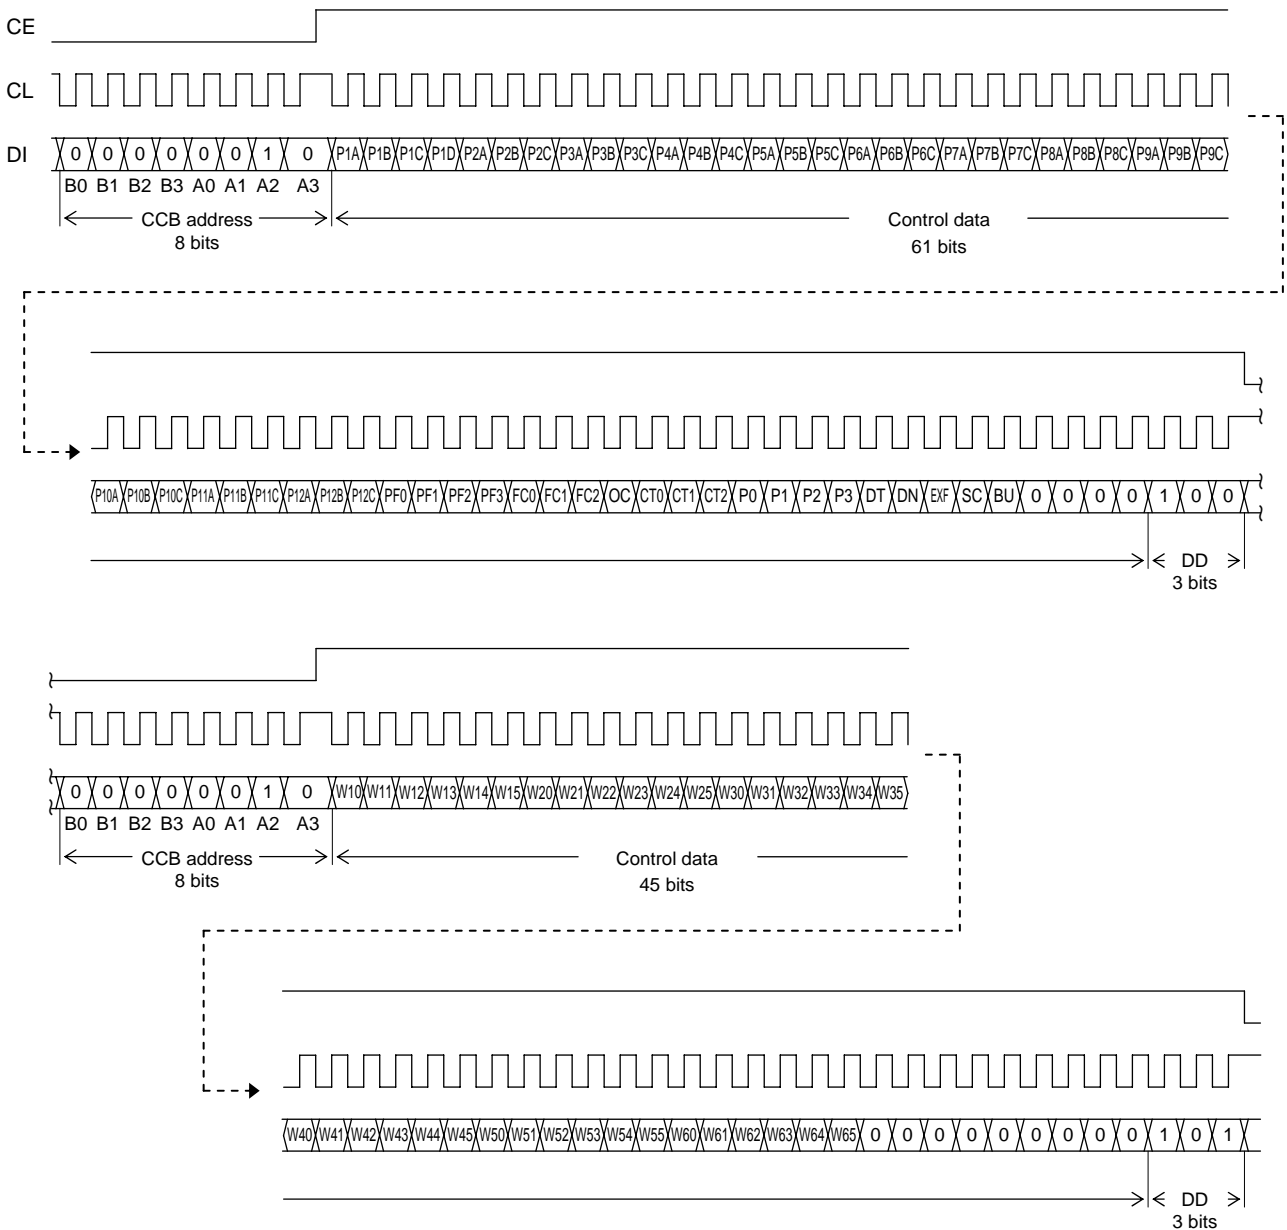 CE
CL
DI 0 0 0 0 0 0 1 0 P1A P1B P1C P1D P2A P2B P2C P3A P3B P3C P4A P4B P4C P5A P5B P5C P6A P6B P6C P7A P7B P7C P8A P8B P8C P9A P9B P9C
B0 B1 B2 B3 A0 A1 A2 A3
CCB address Control data
8 bits 61 bits
P10A P10B P10C P11A P11B P11C P12A P12B P12C PF0 PF1 PF2 PF3 FC0 FC1 FC2 OC CT0 CT1 CT2 P0 P1 P2 P3 DT DN EXF SC BU 0 0 0 0 1 0 0
DD
3 bits
0 0 0 0 0 0 1 0 W10 W11 W12 W13 W14 W15 W20 W21 W22 W23 W24 W25 W30 W31 W32 W33 W34 W35
B0 B1 B2 B3 A0 A1 A2 A3
CCB address Control data
8 bits 45 bits
W40 W41 W42 W43 W44 W45 W50 W51 W52 W53 W54 W55 W60 W61 W62 W63 W64 W65 0 0 0 0 0 0 0 0 0 1 0 1
DD
3 bits